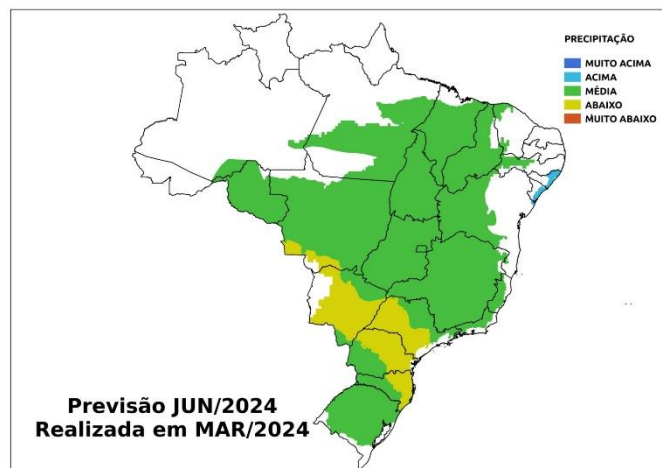 PRECIPITAÇÃO
MUITO ACIMA
ACIMA
MÉDIA
ABAIXO
MUITO ABAIXO
Previsão JUN/2024
Realizada em MAR/2024